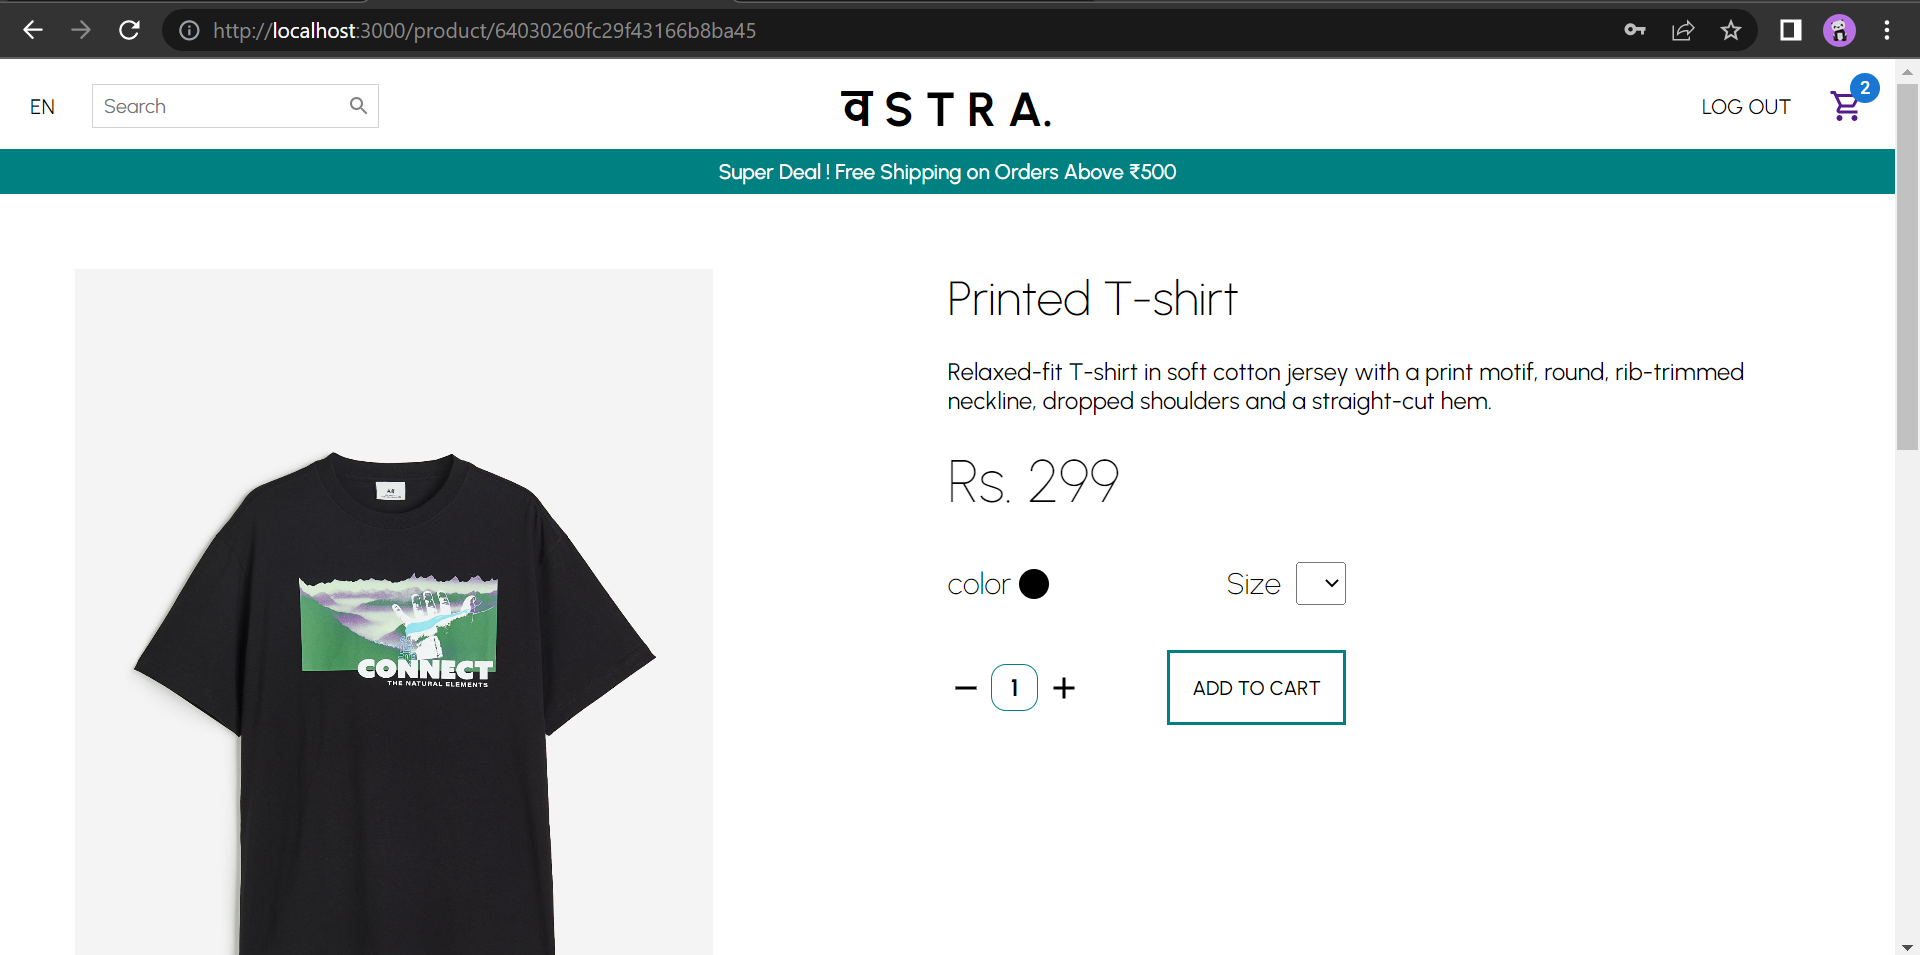 http://localhost:3000/product/64030260fc29f43166b8ba45
EN
Search
वSTRA.
LOG OUT
2
Super Deal ! Free Shipping on Orders Above ₹500
Printed T-shirt
Relaxed-fit T-shirt in soft cotton jersey with a print motif, round, rib-trimmed
neckline, dropped shoulders and a straight-cut hem.
Rs. 299
color
Size
1
ADD TO CART
CONNECT
THE NATURAL ELEMENTS